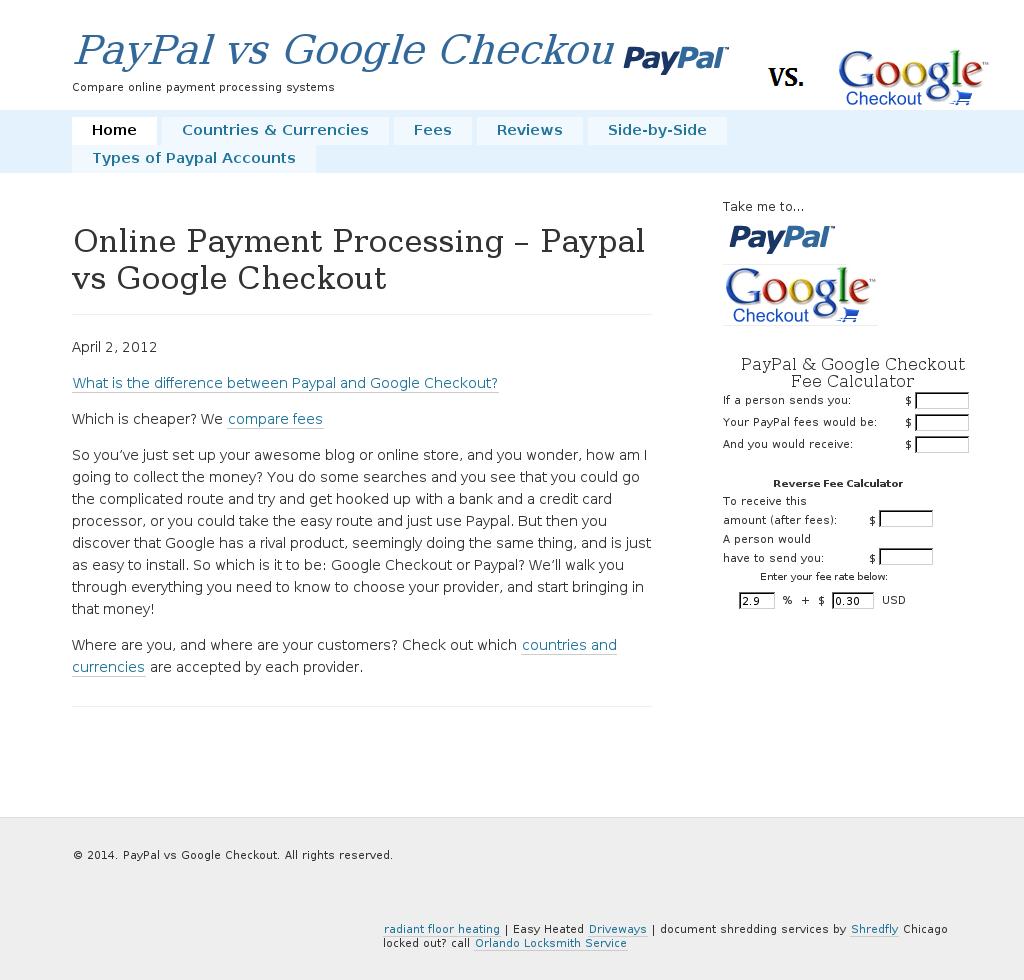 PayPal vs Google Checkou
PayPal™ vs. Google™
Checkout
Compare online payment processing systems
Home Countries & Currencies Fees Reviews Side-by-Side
Types of Paypal Accounts
Take me to...
PayPal™
Google™
Checkout
Online Payment Processing – Paypal
vs Google Checkout
April 2, 2012
What is the difference between Paypal and Google Checkout?
Which is cheaper? We compare fees
So you’ve just set up your awesome blog or online store, and you wonder, how am I
going to collect the money? You do some searches and you see that you could go
the complicated route and try and get hooked up with a bank and a credit card
processor, or you could take the easy route and just use Paypal. But then you
discover that Google has a rival product, seemingly doing the same thing, and is just
as easy to install. So which is it to be: Google Checkout or Paypal? We’ll walk you
through everything you need to know to choose your provider, and start bringing in
that money!
Where are you, and where are your customers? Check out which countries and
currencies are accepted by each provider.
PayPal & Google Checkout
Fee Calculator
If a person sends you: $
Your PayPal fees would be: $
And you would receive: $
Reverse Fee Calculator
To receive this
amount (after fees): $
A person would
have to send you: $
Enter your fee rate below:
2.9 % + $ 0.30 USD
© 2014. PayPal vs Google Checkout. All rights reserved.
radiant floor heating | Easy Heated Driveways | document shredding services by Shredfly Chicago
locked out? call Orlando Locksmith Service